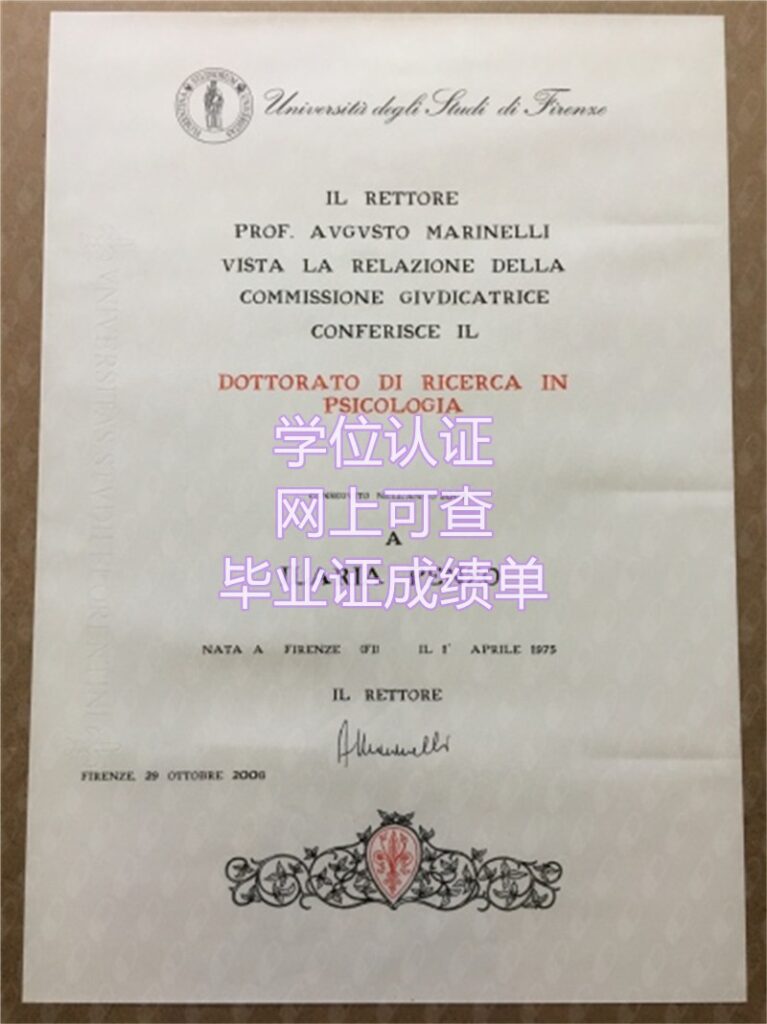 Università degli Studi di Firenze
IL RETTORE
PROF. AVGVSTO MARINELLI
VISTA LA RELAZIONE DELLA
COMMISSIONE GIVDICATRICE
CONFERISCE IL
DOTTORATO DI RICERCA IN
PSICOLOGIA
学位认证
网上可查
A
毕业证成绩单
ILARIA
NATA A FIRENZE (FI) IL 1° APRILE 1975
IL RETTORE
AMarinelli
FIRENZE, 29 OTTOBRE 2006